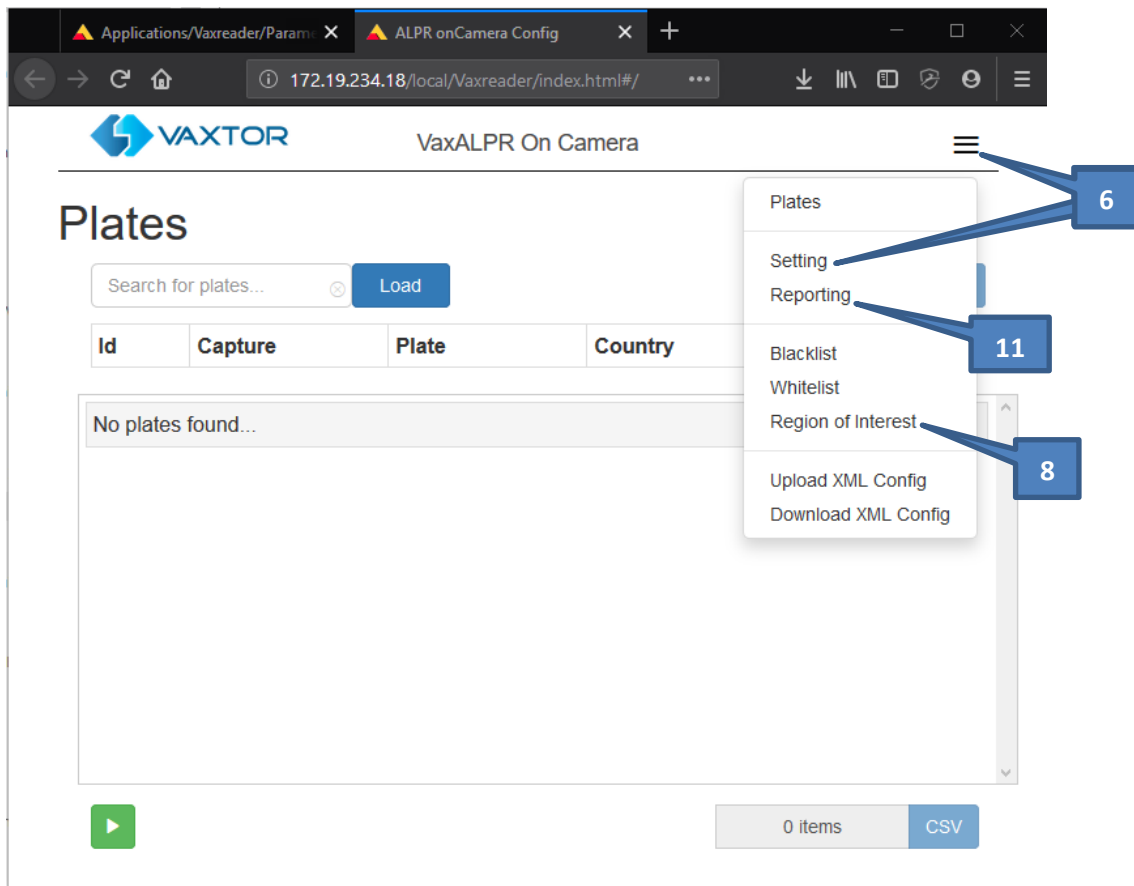 Applications/Vaxreader/Parame
ALPR onCamera Config
172.19.234.18/local/Vaxreader/index.html#/
VAXTOR
VaxALPR On Camera
Plates
Search for plates...
Load
Id Capture Plate Country
No plates found...
Plates
Setting
Reporting
Blacklist
Whitelist
Region of Interest
Upload XML Config
Download XML Config
6
11
8
0 items
CSV